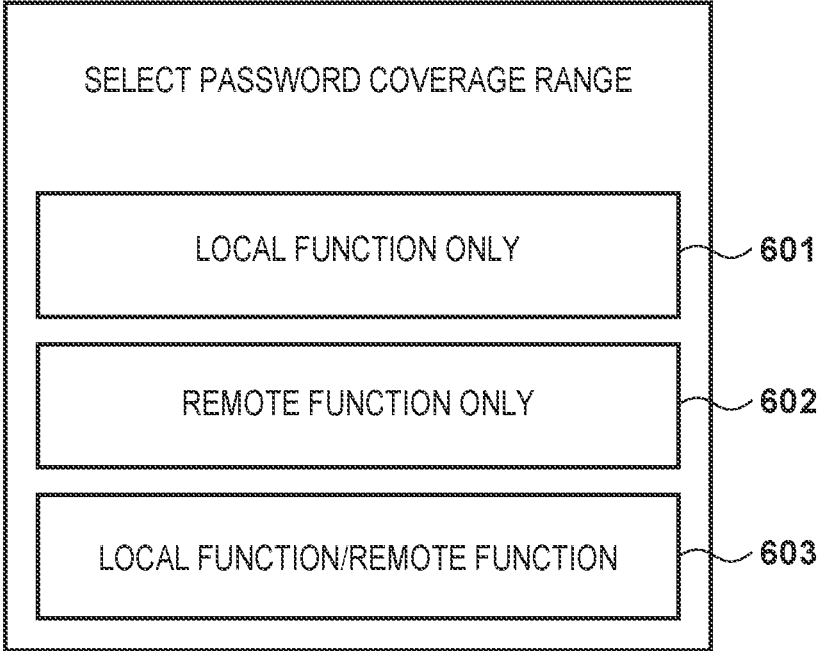 SELECT PASSWORD COVERAGE RANGE
LOCAL FUNCTION ONLY
601
REMOTE FUNCTION ONLY
602
LOCAL FUNCTION/REMOTE FUNCTION
603